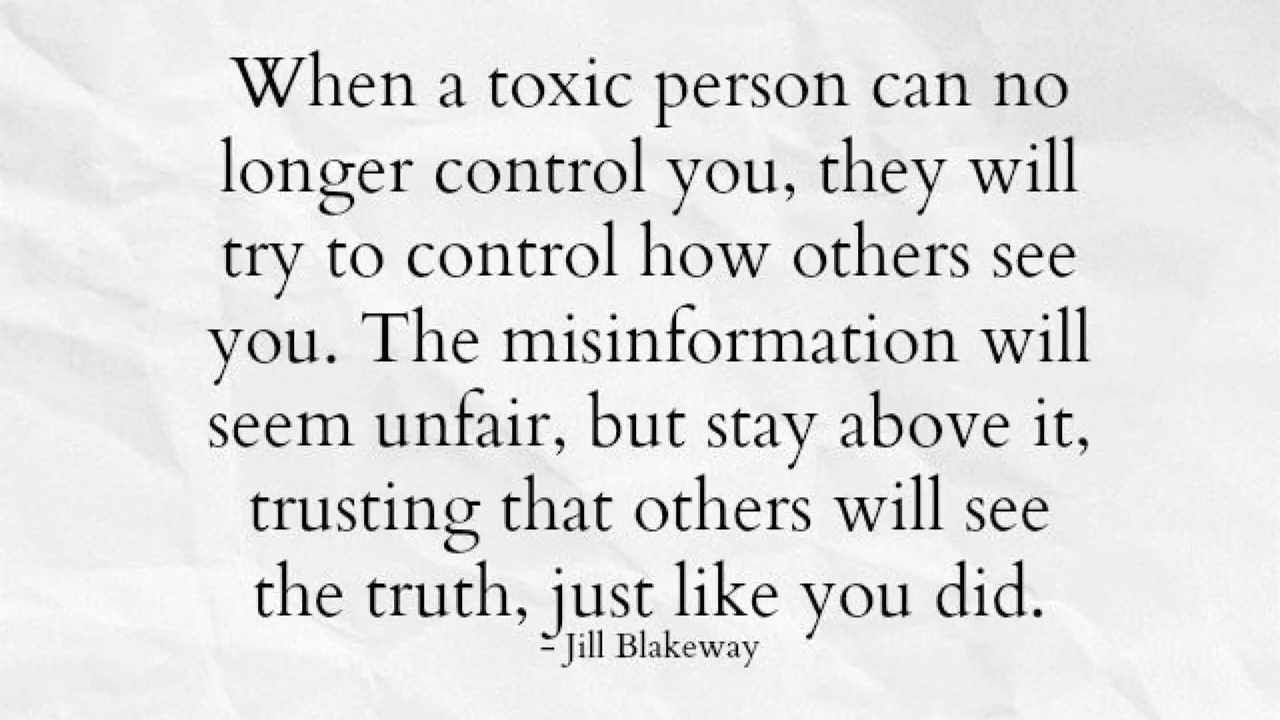 When a toxic person can no
longer control you, they will
try to control how others see
you. The misinformation will
seem unfair, but stay above it,
trusting that others will see
the truth, just like you did.
- Jill Blakeway